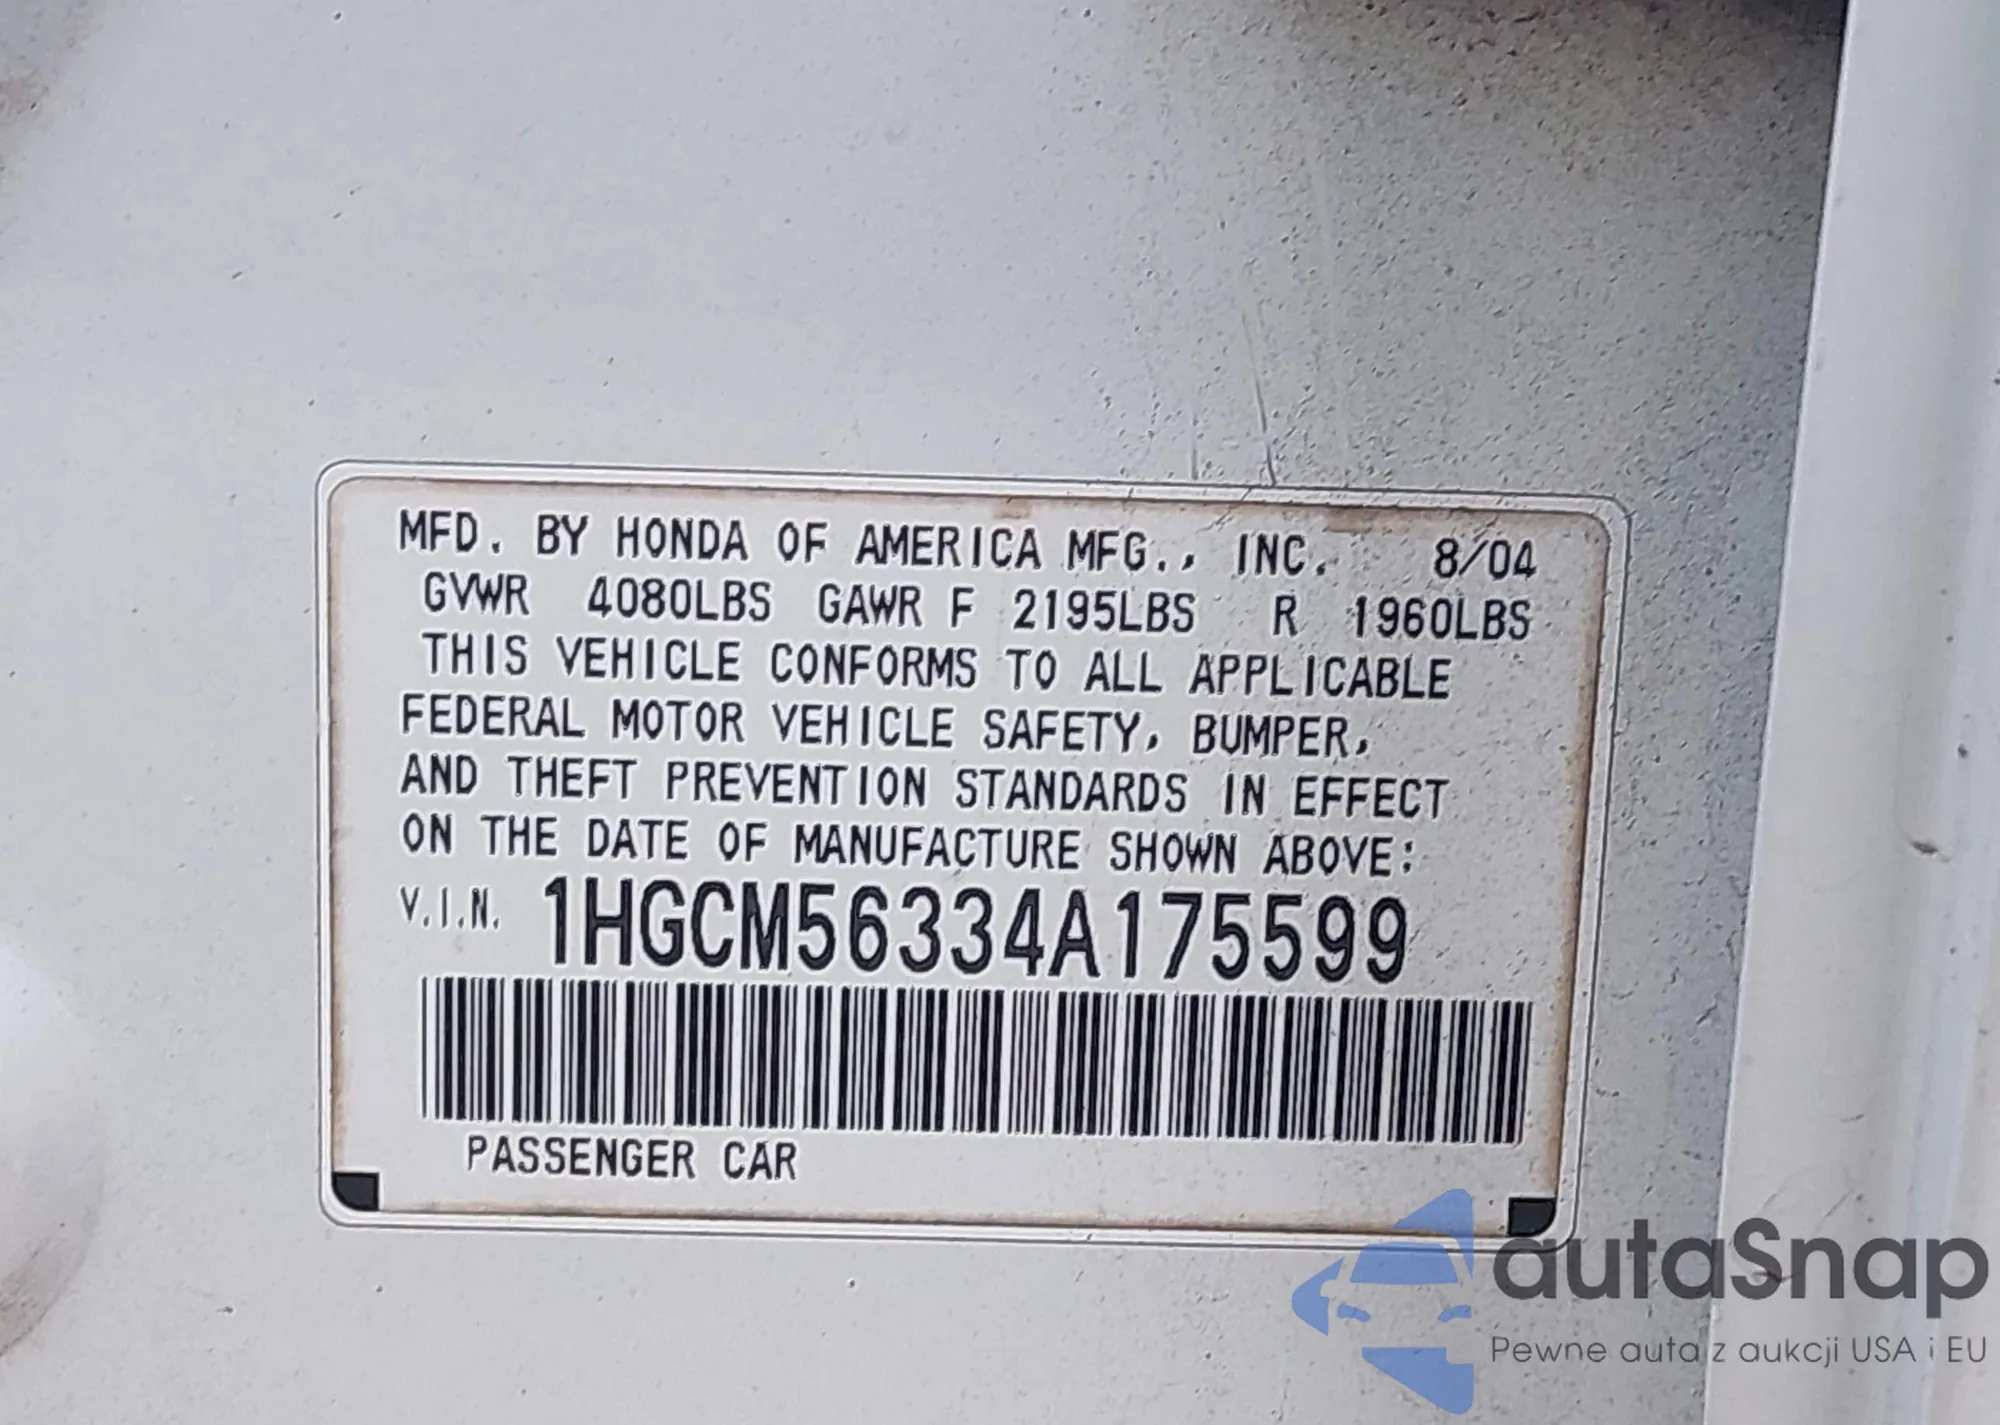 MFD. BY HONDA OF AMERICA MFG., INC. 8/04
GVWR 4080LBS GAWR F 2195LBS R 1960LBS
THIS VEHICLE CONFORMS TO ALL APPLICABLE
FEDERAL MOTOR VEHICLE SAFETY, BUMPER,
AND THEFT PREVENTION STANDARDS IN EFFECT
ON THE DATE OF MANUFACTURE SHOWN ABOVE:
V.I.N. 1HGCM56334A175599
PASSENGER CAR
autaSnap
Pewne auta z aukcji USA i EU